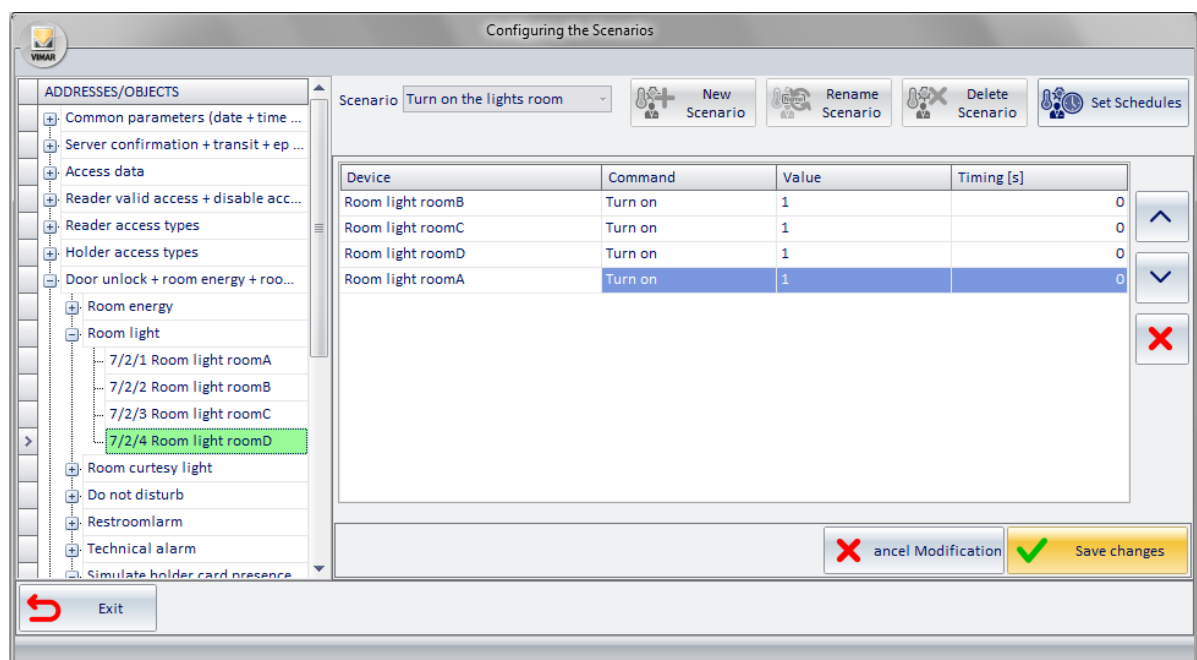 Configuring the Scenarios
VIMAR
ADDRESSES/OBJECTS
Common parameters (date + time ...
Server confirmation + transit + ep ...
Access data
Reader valid access + disable acc...
Reader access types
Holder access types
Door unlock + room energy + roo...
Room energy
Room light
7/2/1 Room light roomA
7/2/2 Room light roomB
7/2/3 Room light roomC
7/2/4 Room light roomD
Room curtesy light
Do not disturb
Restroomlarm
Technical alarm
Simulate holder card presence
Scenario Turn on the lights room
New Scenario
Rename Scenario
Delete Scenario
Set Schedules
Device Command Value Timing [s]
Room light roomB Turn on 1 0
Room light roomC Turn on 1 0
Room light roomD Turn on 1 0
Room light roomA Turn on 1 0
ancel Modification
Save changes
Exit